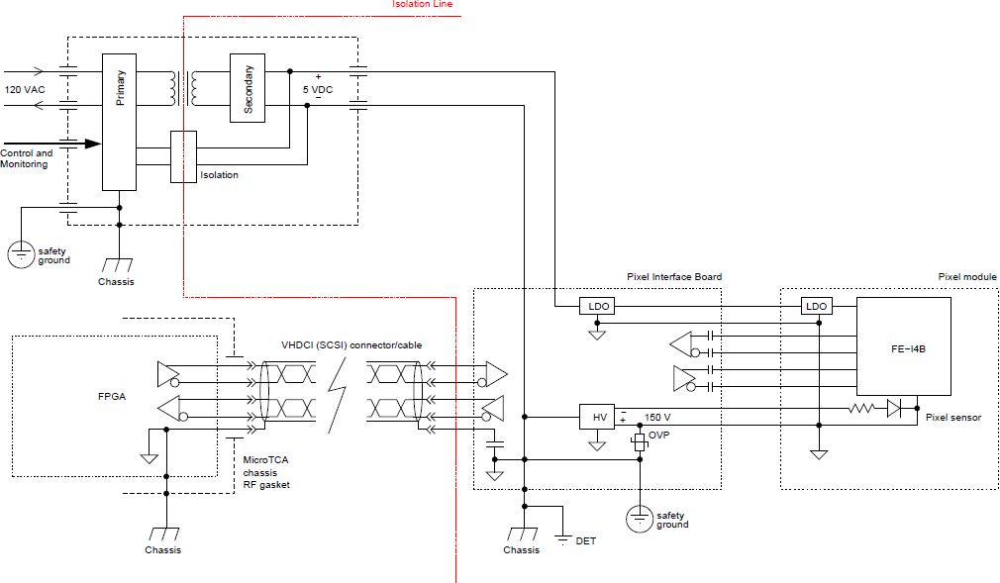 Isolation Line
120 VAC
Primary
Secondary
+
5 VDC
−
Control and
Monitoring
Isolation
safety
ground
Chassis
Pixel Interface Board
Pixel module
LDO
LDO
FE−I4B
VHDCI (SCSI) connector/cable
FPGA
HV
−
+
150 V
OVP
Pixel sensor
MicroTCA
chassis
RF gasket
Chassis
Chassis
DET
safety
ground